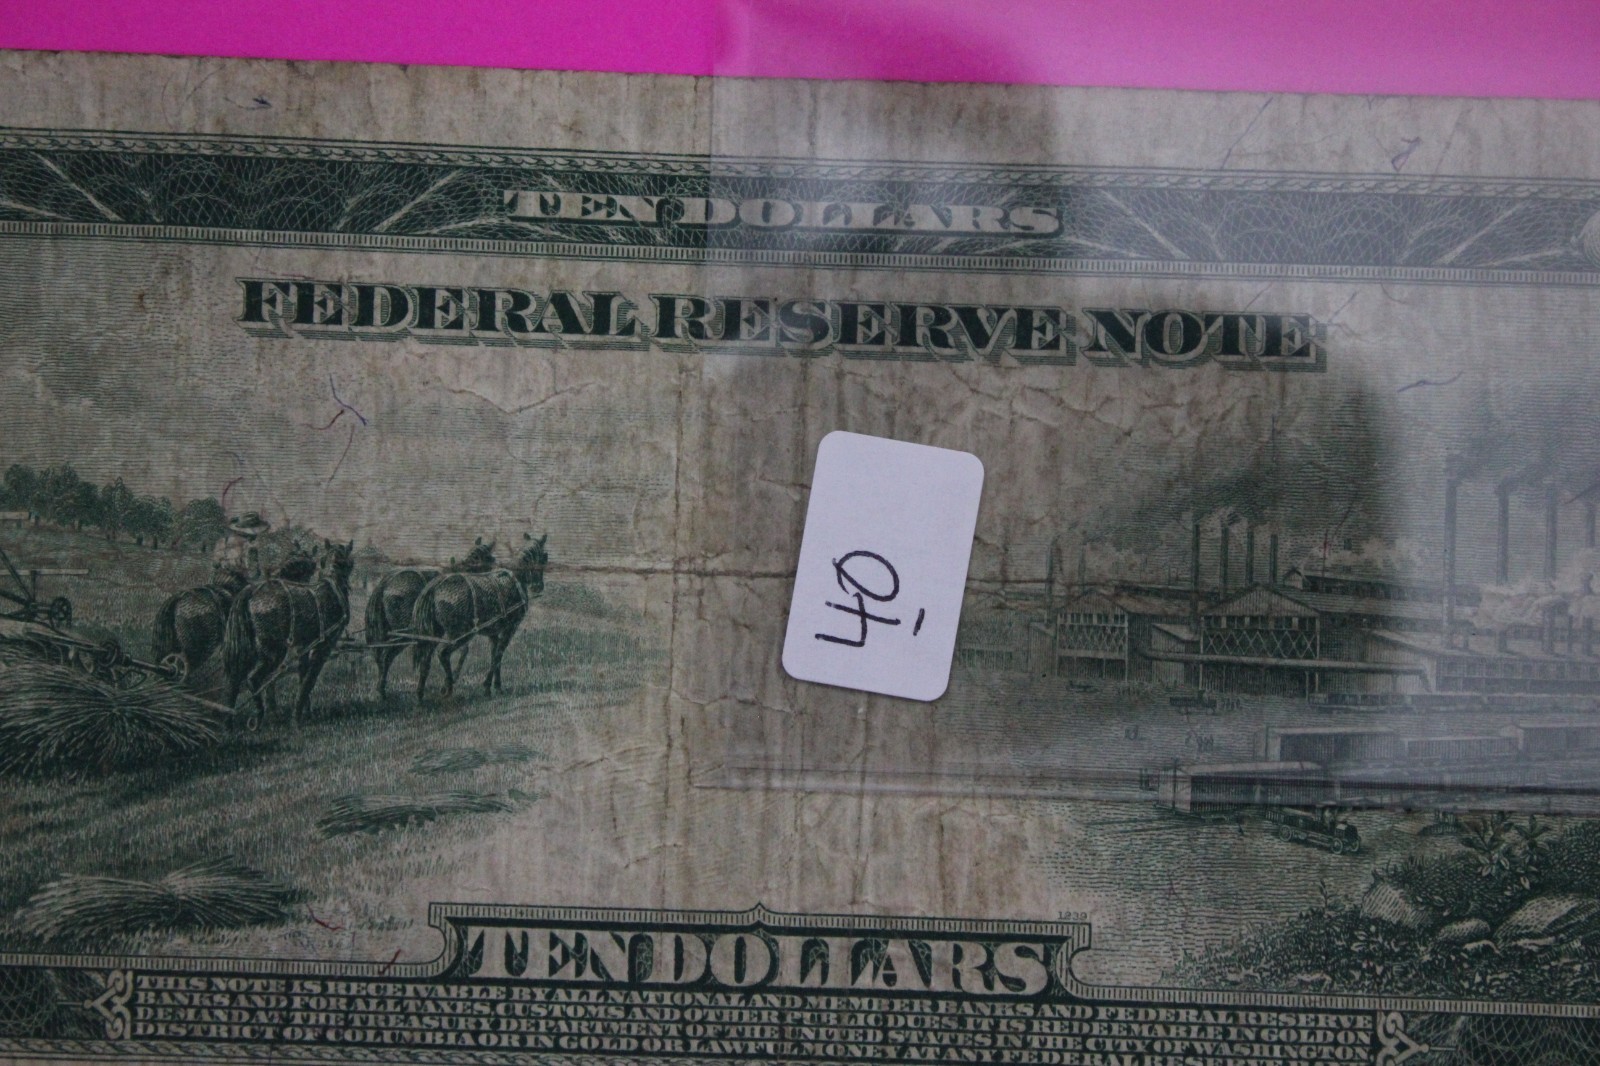 TEN DOLLARS
FEDERAL RESERVE NOTE
40-
1239
TEN DOLLARS
THIS NOTE IS RECEIVABLE BY ALL NATIONAL AND MEMBER BANKS AND FEDERAL RESERVE
BANKS AND FOR ALL TAXES, CUSTOMS AND OTHER PUBLIC DUES. IT IS REDEEMABLE IN GOLD ON
DEMAND AT THE TREASURY DEPARTMENT OF THE UNITED STATES IN THE CITY OF WASHINGTON,
DISTRICT OF COLUMBIA OR IN GOLD OR LAWFUL MONEY AT ANY FEDERAL RESERVE BANK.